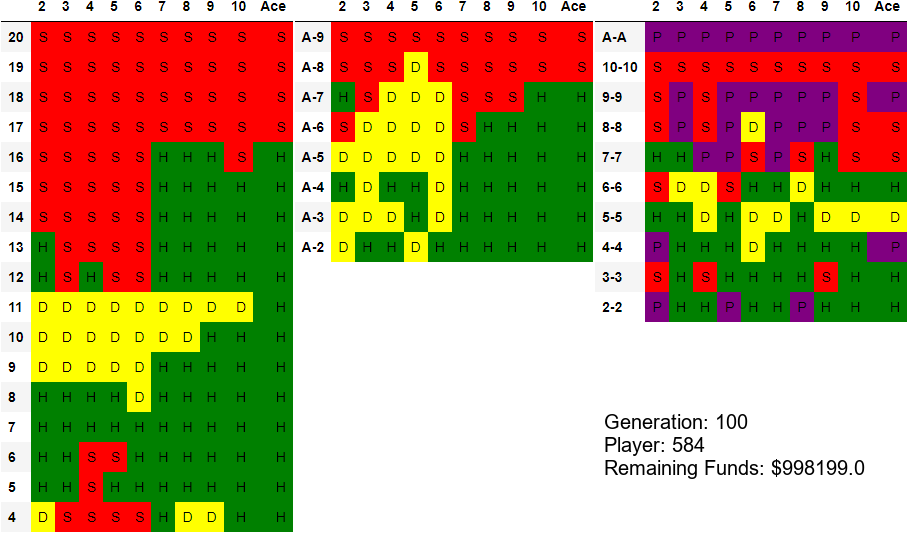 2 3 4 5 6 7 8 9 10 Ace 2 3 4 5 6 7 8 9 10 Ace 2 3 4 5 6 7 8 9 10 Ace
20 S S S S S S S S S S A-9 S S S S S S S S S S A-A P P P P P P P P P P
19 S S S S S S S S S S A-8 S S S D S S S S S S 10-10 S S S S S S S S S S
18 S S S S S S S S S S A-7 H S D D D S S S H H 9-9 S P S P P P P P S P
17 S S S S S S S S S S A-6 S D D D D S H H H H 8-8 S P S P D P P P S S
16 S S S S S H H H S H A-5 D D D D D H H H H H 7-7 H H P P S P S H S S
15 S S S S S H H H H H A-4 H D H H D H H H H H 6-6 S D D S H H D H H H
14 S S S S S H H H H H A-3 D D D H D H H H H H 5-5 H H D H D D H D D D
13 H S S S S H H H H H A-2 D H H D H H H H H H 4-4 P H H H D H H H H P
12 H S H S S H H H H H 3-3 S H S H H H H S H H
11 D D D D D D D D D H 2-2 P H H P H H P H H H
10 D D D D D D D H H H
9 D D D D D H H H H H
8 H H H H D H H H H H
7 H H H H H H H H H H
6 H H S S H H H H H H
5 H H S H H H H H H H
4 D S S S S H D D H H
Generation: 100
Player: 584
Remaining Funds: $998199.0